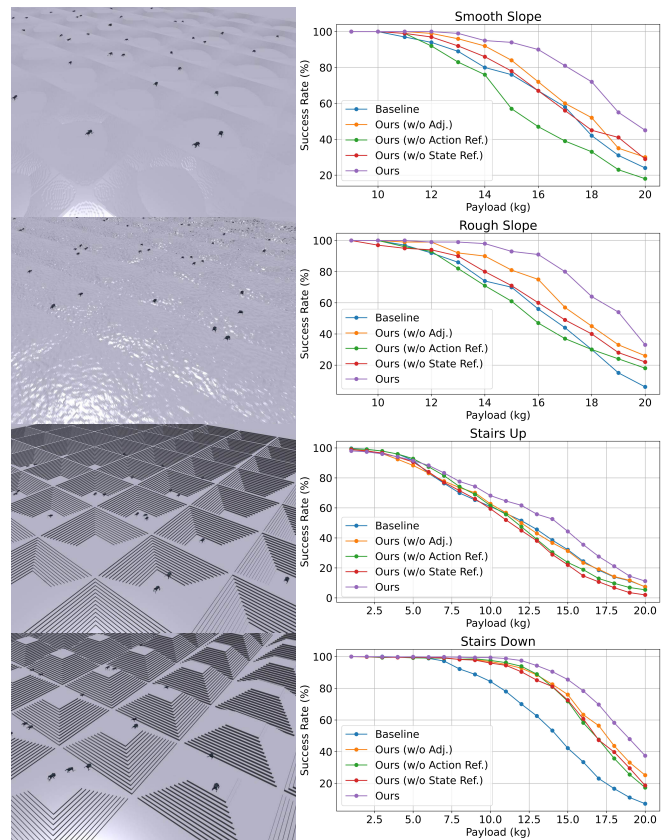 Smooth Slope
Success Rate (%)
100
80
60
40
20
Baseline
Ours (w/o Adj.)
Ours (w/o Action Ref.)
Ours (w/o State Ref.)
Ours
10 12 14 16 18 20
Payload (kg)
Rough Slope
Success Rate (%)
100
80
60
40
20
Baseline
Ours (w/o Adj.)
Ours (w/o Action Ref.)
Ours (w/o State Ref.)
Ours
10 12 14 16 18 20
Payload (kg)
Stairs Up
Success Rate (%)
100
80
60
40
20
0
Baseline
Ours (w/o Adj.)
Ours (w/o Action Ref.)
Ours (w/o State Ref.)
Ours
2.5 5.0 7.5 10.0 12.5 15.0 17.5 20.0
Payload (kg)
Stairs Down
Success Rate (%)
100
80
60
40
20
Baseline
Ours (w/o Adj.)
Ours (w/o Action Ref.)
Ours (w/o State Ref.)
Ours
2.5 5.0 7.5 10.0 12.5 15.0 17.5 20.0
Payload (kg)